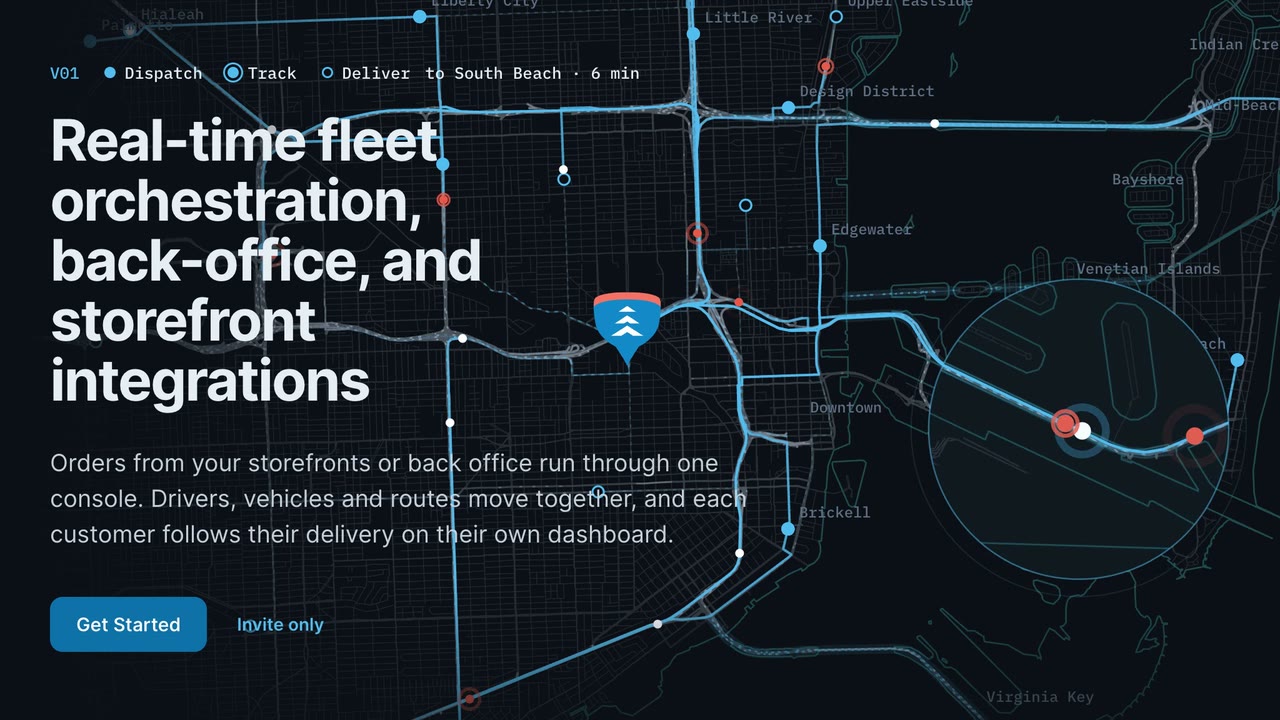 Hialeah
Liberty City
Upper Eastside
Palmetto
Little River
Indian Cre
V01 Dispatch Track Deliver to South Beach · 6 min
Design District
Mid-Beach
Real-time fleet
orchestration,
back-office, and
storefront
integrations
Bayshore
Edgewater
Venetian Islands
ach
Downtown
Orders from your storefronts or back office run through one
console. Drivers, vehicles and routes move together, and each
customer follows their delivery on their own dashboard.
Brickell
Get Started
Invite only
Virginia Key